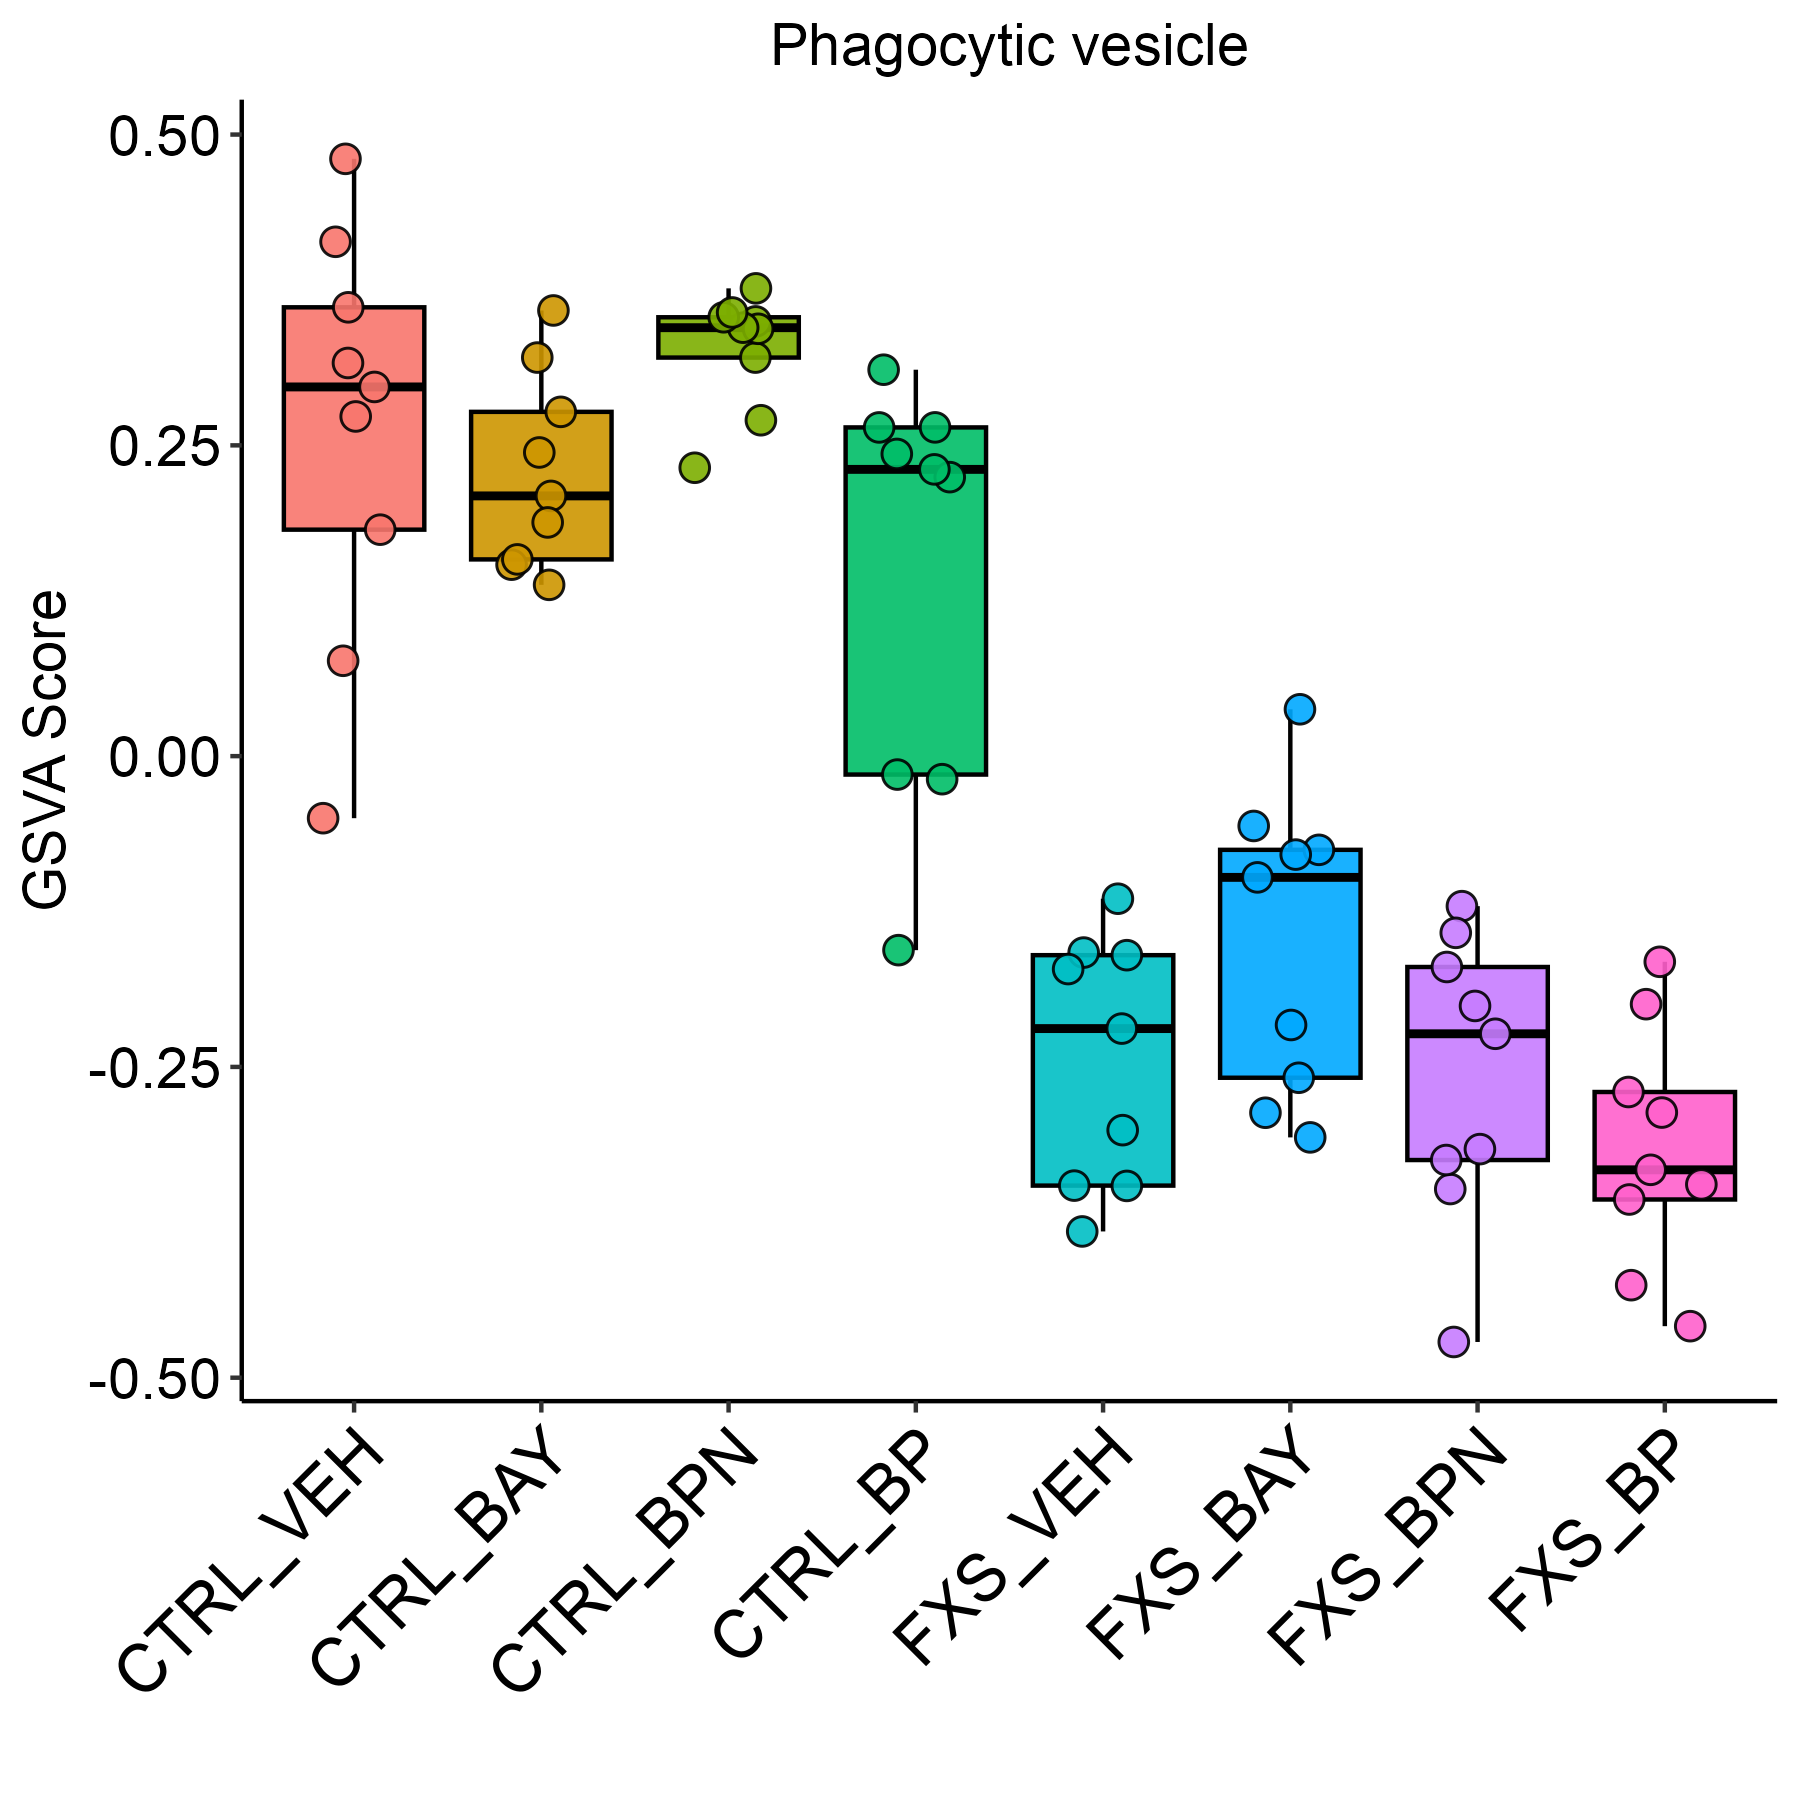 Phagocytic vesicle
GSVA Score
0.50
0.25
0.00
-0.25
-0.50
CTRL_VEH
CTRL_BAY
CTRL_BPN
CTRL_BP
FXS_VEH
FXS_BAY
FXS_BPN
FXS_BP